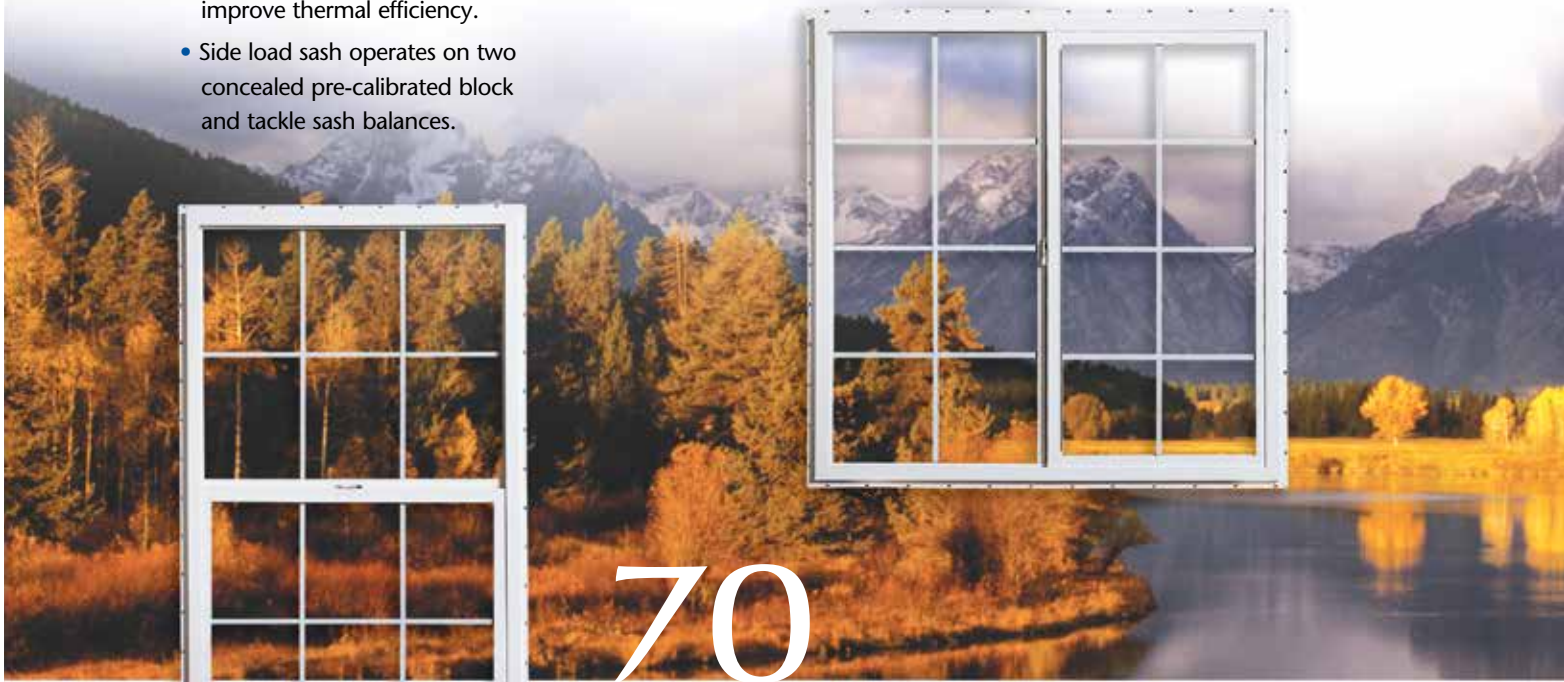 improve thermal efficiency.
• Side load sash operates on two
concealed pre-calibrated block
and tackle sash balances.
70